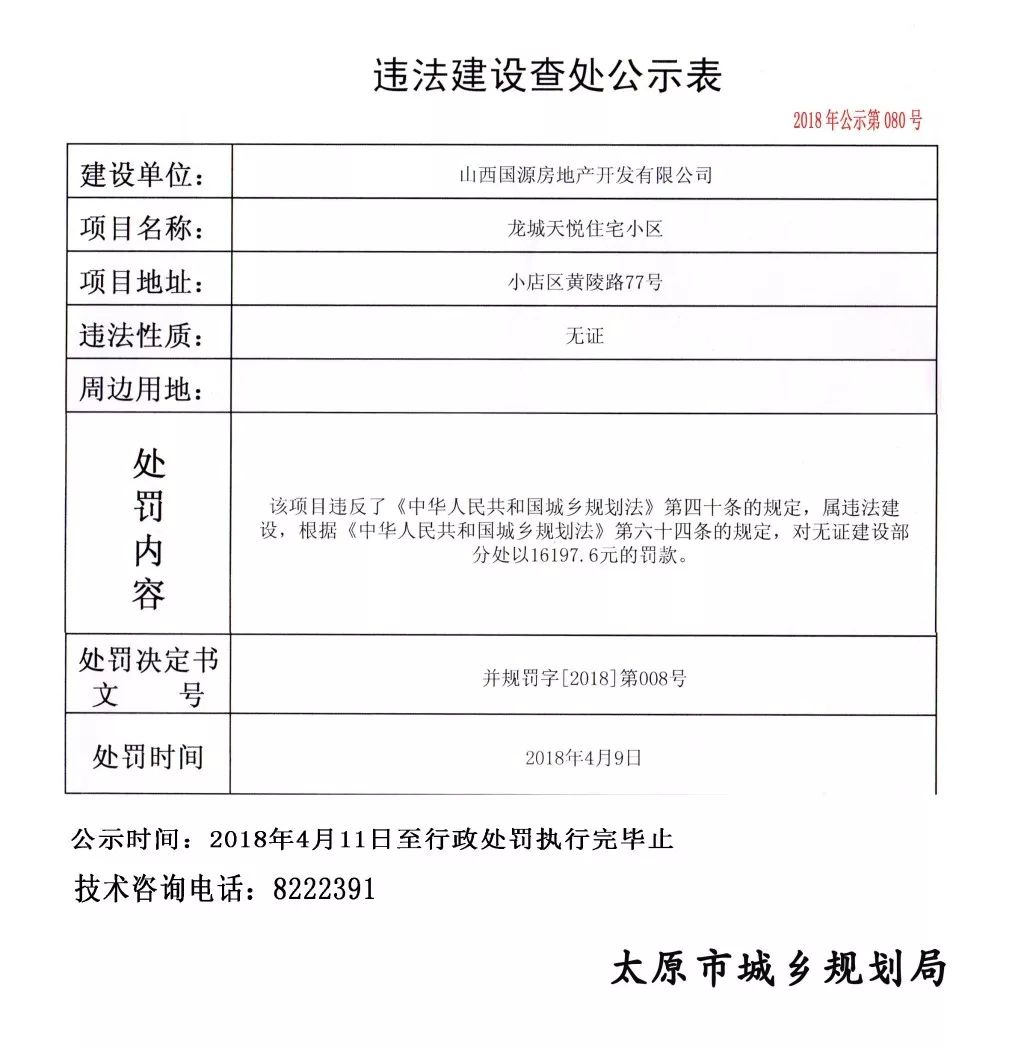 违法建设查处公示表
2018年公示第080号
建设单位：
山西国源房地产开发有限公司
项目名称：
龙城天悦住宅小区
项目地址：
小店区黄陵路77号
违法性质：
无证
周边用地：
处罚内容
该项目违反了《中华人民共和国城乡规划法》第四十条的规定，属违法建
设，根据《中华人民共和国城乡规划法》第六十四条的规定，对无证建设部
分处以16197.6元的罚款。
处罚决定书
文 号
并规罚字[2018]第008号
处罚时间
2018年4月9日
公示时间：2018年4月11日至行政处罚执行完毕止
技术咨询电话：8222391
太原市城乡规划局